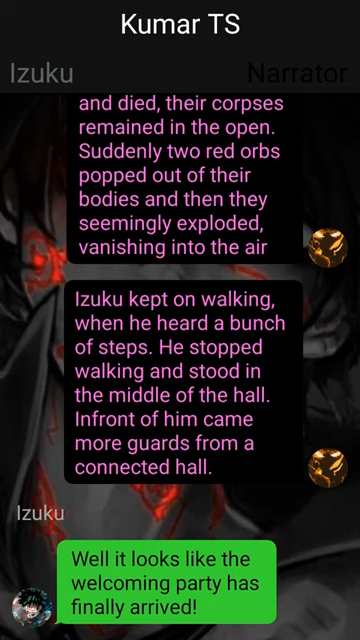 Kumar TS
Izuku
Narrator
and died, their corpses
remained in the open.
Suddenly two red orbs
popped out of their
bodies and then they
seemingly exploded,
vanishing into the air
Izuku kept on walking,
when he heard a bunch
of steps. He stopped
walking and stood in
the middle of the hall.
Infront of him came
more guards from a
connected hall.
Izuku
Well it looks like the
welcoming party has
finally arrived!